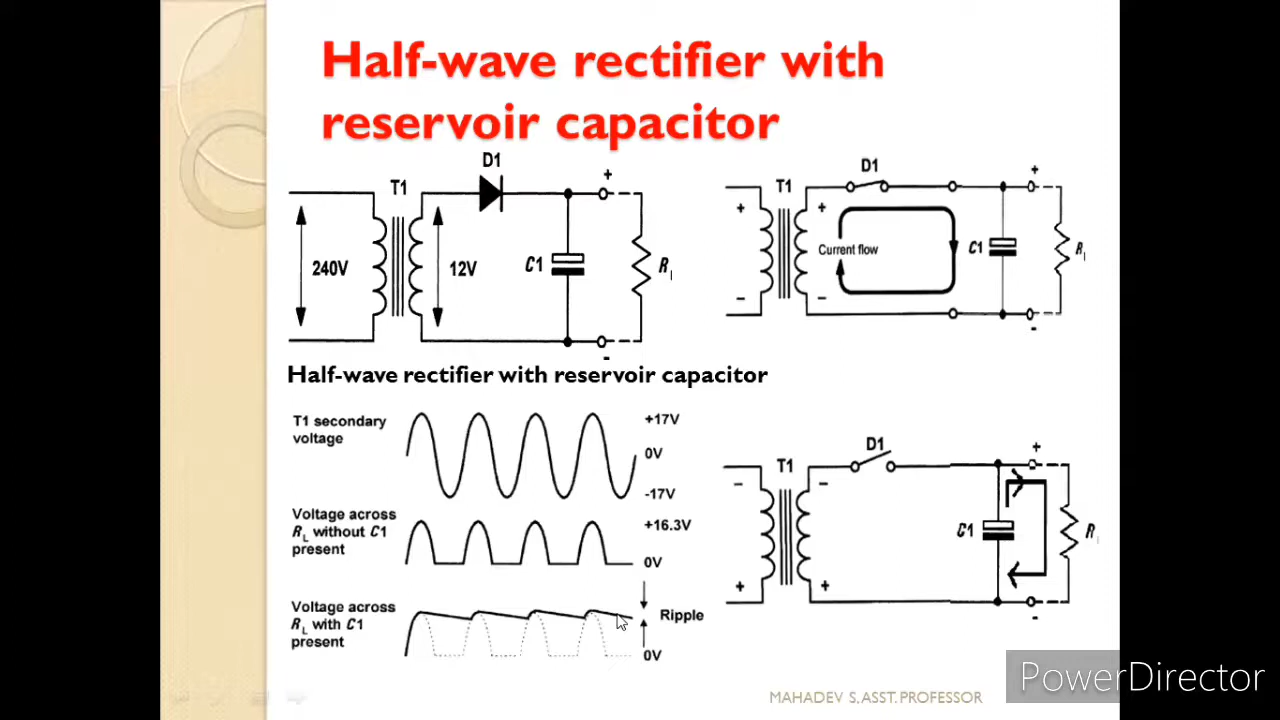 Half-wave rectifier with
reservoir capacitor
D1
T1
+
240V
12V
C1
R
l
-
D1
T1
+
+
+
Current flow
C1
R
l
-
-
-
Half-wave rectifier with reservoir capacitor
T1 secondary
voltage
+17V
0V
-17V
Voltage across
RL without C1
present
+16.3V
0V
Voltage across
RL with C1
present
Ripple
0V
D1
T1
+
-
-
C1
R
+
+
-
MAHADEV S,ASST.PROFESSOR
PowerDirector